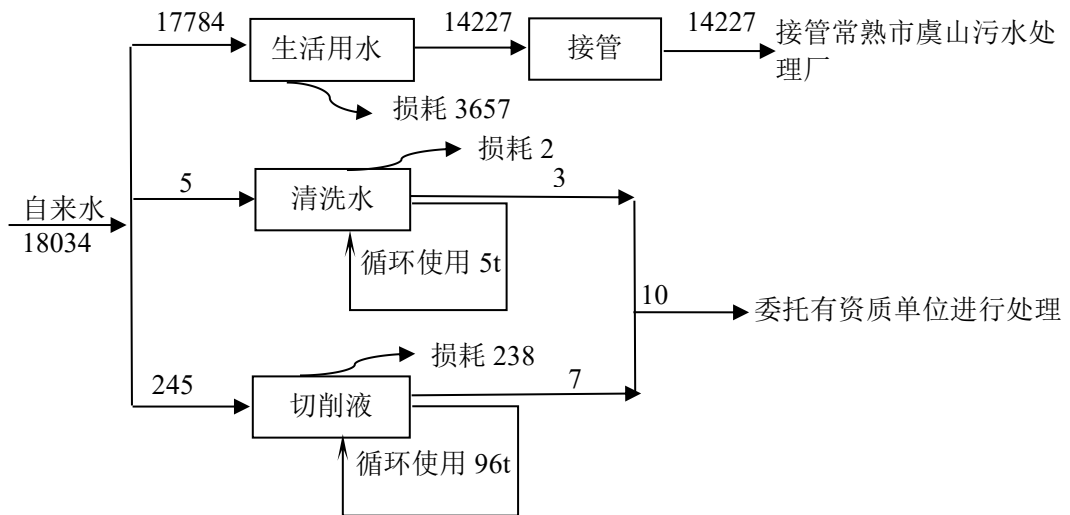 17784
生活用水
14227
接管
14227
接管常熟市虞山污水处
理厂
损耗 3657
损耗 2
5
清洗水
3
自来水
18034
循环使用 5t
10
委托有资质单位进行处理
损耗 238
245
切削液
7
循环使用 96t